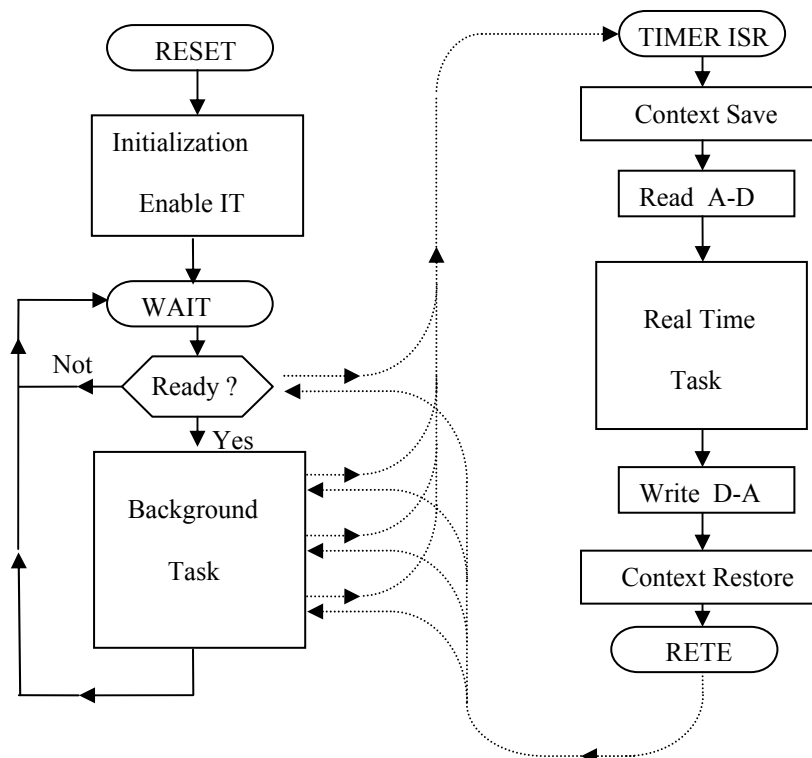 RESET
Initialization
Enable IT
WAIT
Not
Ready ?
Yes
Background
Task
TIMER ISR
Context Save
Read A-D
Real Time
Task
Write D-A
Context Restore
RETE